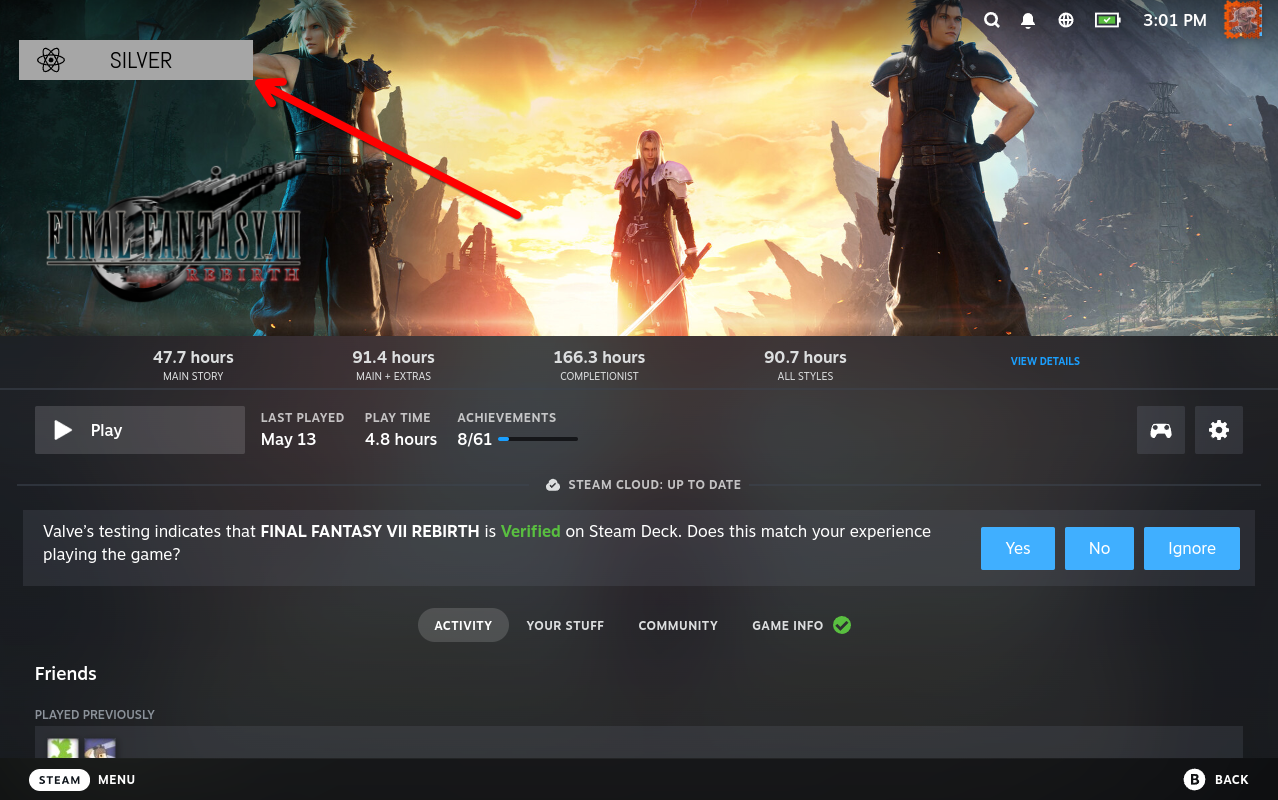 3:01 PM
SILVER
FINAL FANTASY VII
REBIRTH
47.7 hours
MAIN STORY
91.4 hours
MAIN + EXTRAS
166.3 hours
COMPLETIONIST
90.7 hours
ALL STYLES
VIEW DETAILS
Play
LAST PLAYED
May 13
PLAY TIME
4.8 hours
ACHIEVEMENTS
8/61
STEAM CLOUD: UP TO DATE
Valve's testing indicates that FINAL FANTASY VII REBIRTH is Verified on Steam Deck. Does this match your experience
playing the game?
Yes
No
Ignore
ACTIVITY
YOUR STUFF
COMMUNITY
GAME INFO
Friends
PLAYED PREVIOUSLY
STEAM MENU
B BACK